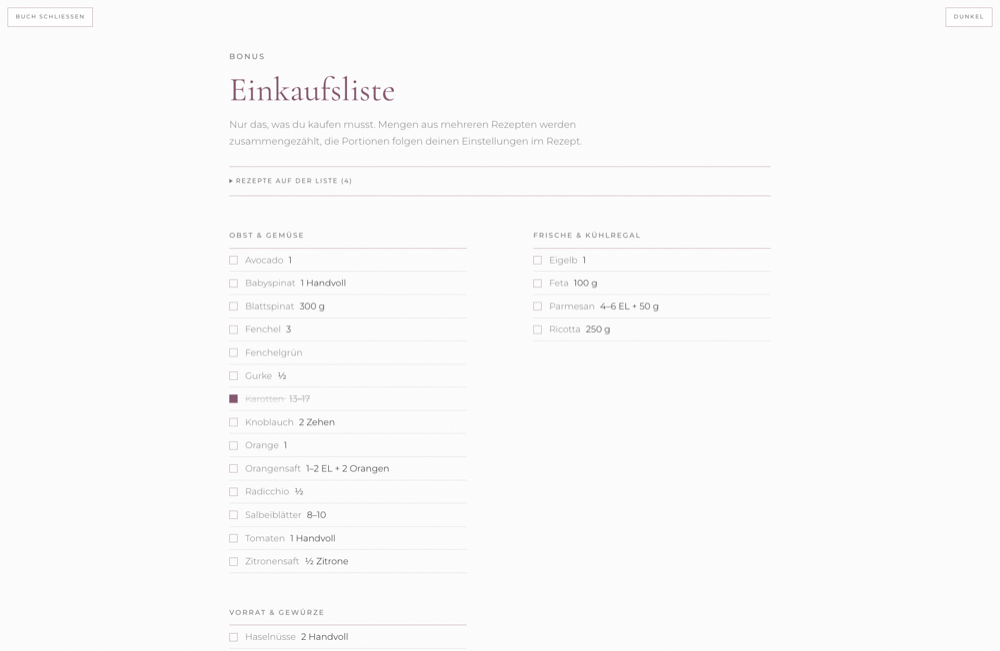 BUCH SCHLIESSEN
DUNKEL
BONUS
Einkaufsliste
Nur das, was du kaufen musst. Mengen aus mehreren Rezepten werden
zusammengezählt, die Portionen folgen deinen Einstellungen im Rezept.
REZEPTE AUF DER LISTE (4)
OBST & GEMÜSE
Avocado 1
Babyspinat 1 Handvoll
Blattspinat 300 g
Fenchel 3
Fenchelgrün
Gurke ½
Karotten 13–17
Knoblauch 2 Zehen
Orange 1
Orangensaft 1–2 EL + 2 Orangen
Radicchio ½
Salbeiblätter 8–10
Tomaten 1 Handvoll
Zitronensaft ½ Zitrone
FRISCHE & KÜHLREGAL
Eigelb 1
Feta 100 g
Parmesan 4–6 EL + 50 g
Ricotta 250 g
VORRAT & GEWÜRZE
Haselnüsse 2 Handvoll